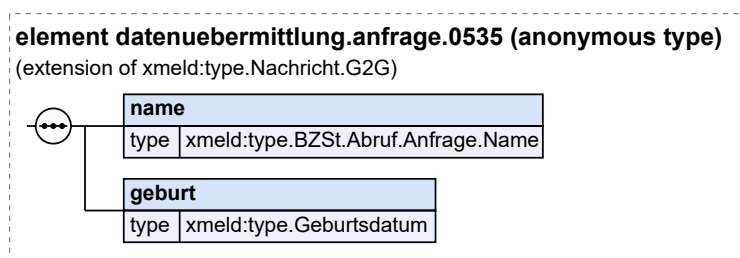 element datenuebermittlung.anfrage.0535 (anonymous type)
(extension of xmeld:type.Nachricht.G2G)
name
type xmeld:type.BZSt.Abruf.Anfrage.Name
geburt
type xmeld:type.Geburtsdatum